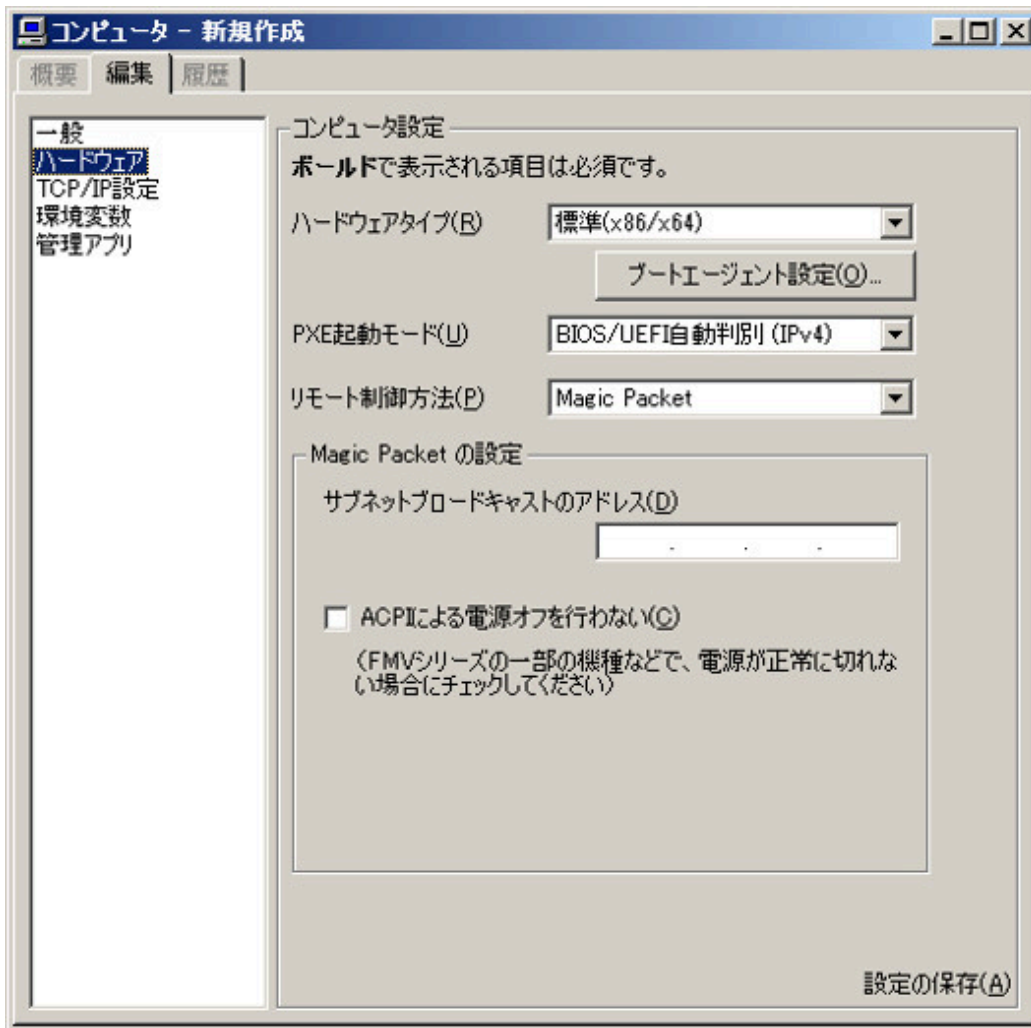 コンピュータ - 新規作成
概要 編集 履歴
一般
ハードウェア
TCP/IP設定
環境変数
管理アプリ
コンピュータ設定
ボールドで表示される項目は必須です。
ハードウェアタイプ(R) 標準(x86/x64)
ブートエージェント設定(O)...
PXE起動モード(U) BIOS/UEFI自動判別 (IPv4)
リモート制御方法(P) Magic Packet
Magic Packet の設定
サブネットブロードキャストのアドレス(D)
. . .
ACPIによる電源オフを行わない(C)
(FMVシリーズの一部の機種などで、電源が正常に切れな
い場合にチェックしてください)
設定の保存(A)